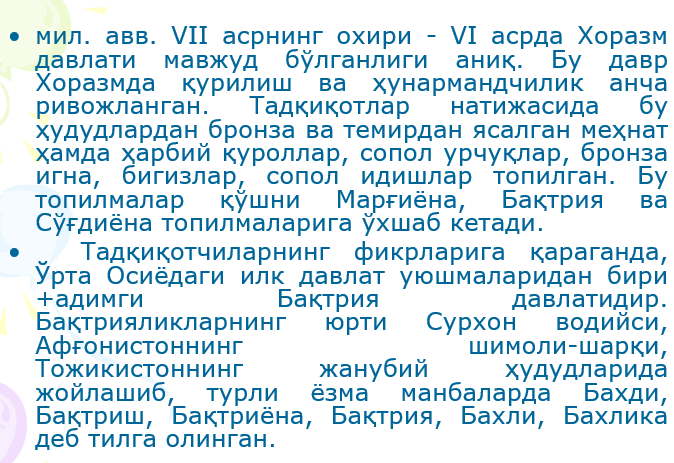 • мил. авв. VII асрнинг охири - VI асрда Хоразм
давлати мавжуд бўлганлиги аниқ. Бу давр
Хоразмда қурилиш ва ҳунармандчилик анча
ривожланган. Тадқиқотлар натижасида бу
ҳудудлардан бронза ва темирдан ясалган меҳнат
ҳамда ҳарбий қуроллар, сопол урчуқлар, бронза
игна, бигизлар, сопол идишлар топилган. Бу
топилмалар қўшни Марғиёна, Бақтрия ва
Сўғдиёна топилмаларига ўхшаб кетади.
• Тадқиқотчиларнинг фикрларига қараганда,
Ўрта Осиёдаги илк давлат уюшмаларидан бири
+адимги Бақтрия давлатидир.
Бақтрияликларнинг юрти Сурхон водийси,
Афғонистоннинг шимоли-шарқи,
Тожикистоннинг жанубий ҳудудларида
жойлашиб, турли ёзма манбаларда Бахди,
Бақтриш, Бақтриёна, Бақтрия, Бахли, Бахлика
деб тилга олинган.